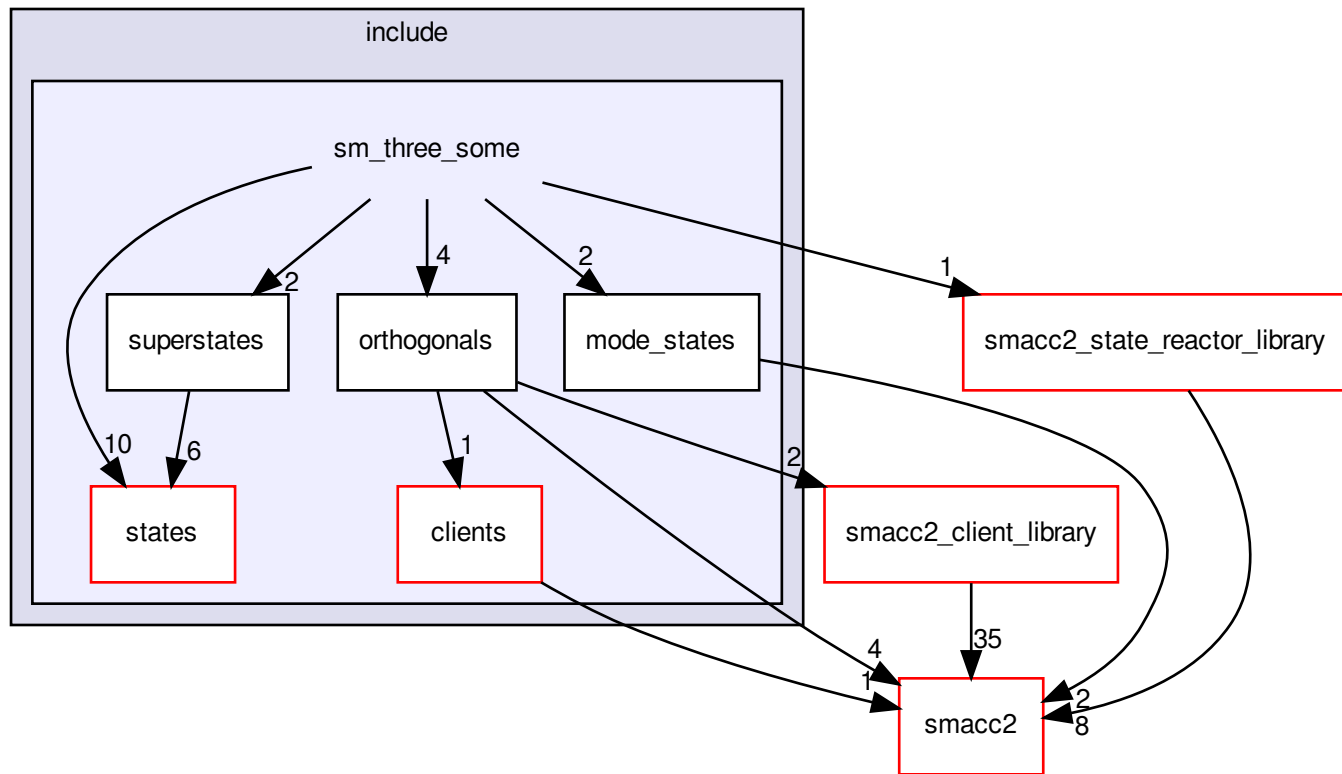 include
sm_three_some
1
2
4
2
superstates
orthogonals
mode_states
smacc2_state_reactor_library
10
6
1
2
states
clients
smacc2_client_library
4
35
1
2
8
smacc2